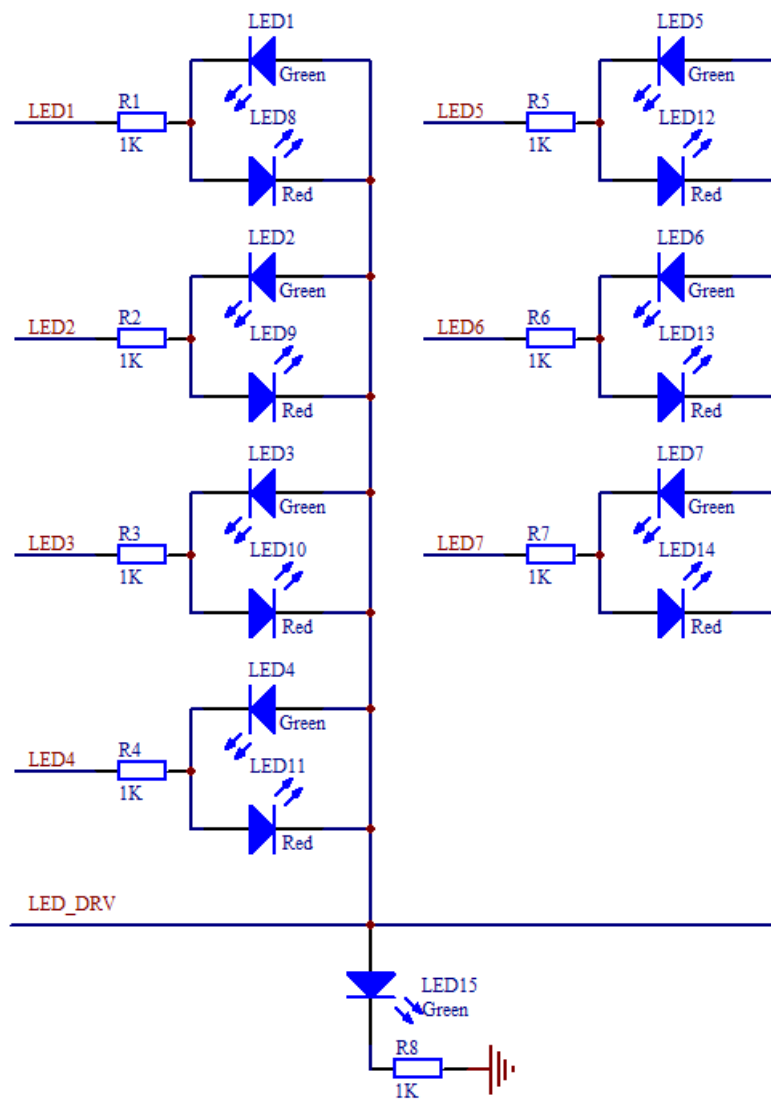 LED1
Green
LED1
R1
1K
LED8
Red
LED5
Green
LED5
R5
1K
LED12
Red
LED2
Green
LED2
R2
1K
LED9
Red
LED6
Green
LED6
R6
1K
LED13
Red
LED3
Green
LED3
R3
1K
LED10
Red
LED7
Green
LED7
R7
1K
LED14
Red
LED4
Green
LED4
R4
1K
LED11
Red
LED_DRV
LED15
Green
R8
1K